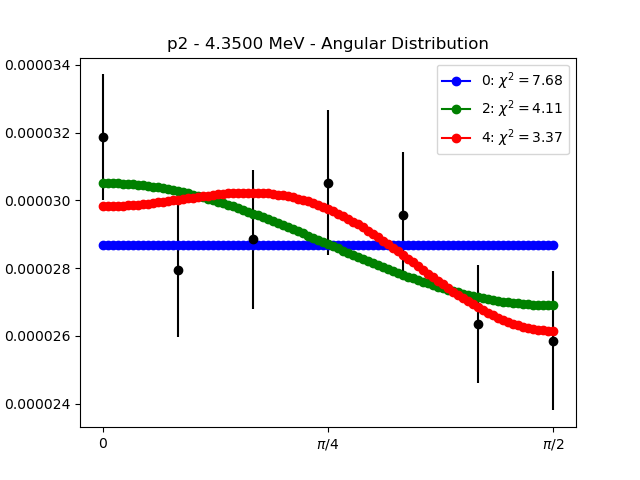 p2 - 4.3500 MeV - Angular Distribution
0.000034
0.000032
0.000030
0.000028
0.000026
0.000024
0: χ² = 7.68
2: χ² = 4.11
4: χ² = 3.37
0
π/4
π/2